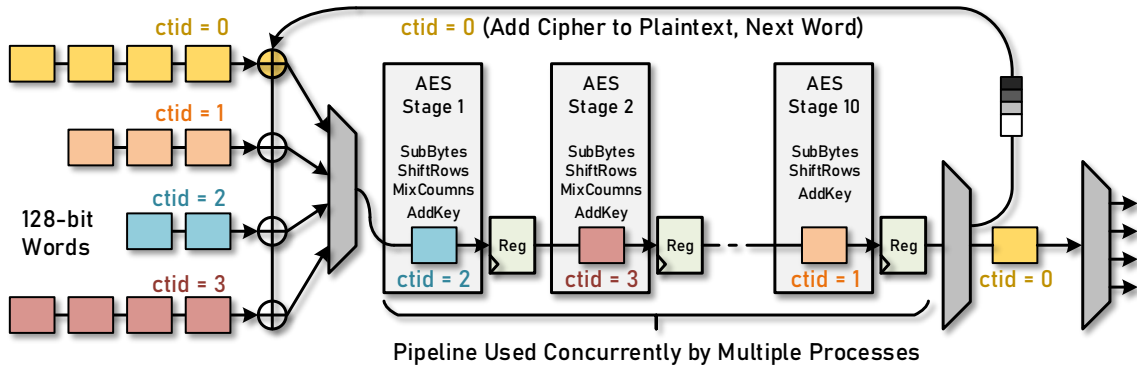 ctid = 0
ctid = 0 (Add Cipher to Plaintext, Next Word)
ctid = 1
ctid = 2
128-bit
Words
ctid = 3
AES
Stage 1
SubBytes
ShiftRows
MixCoumns
AddKey
Reg
ctid = 2
AES
Stage 2
SubBytes
ShiftRows
MixCoumns
AddKey
Reg
ctid = 3
AES
Stage 10
SubBytes
ShiftRows
AddKey
Reg
ctid = 1
ctid = 0
Pipeline Used Concurrently by Multiple Processes